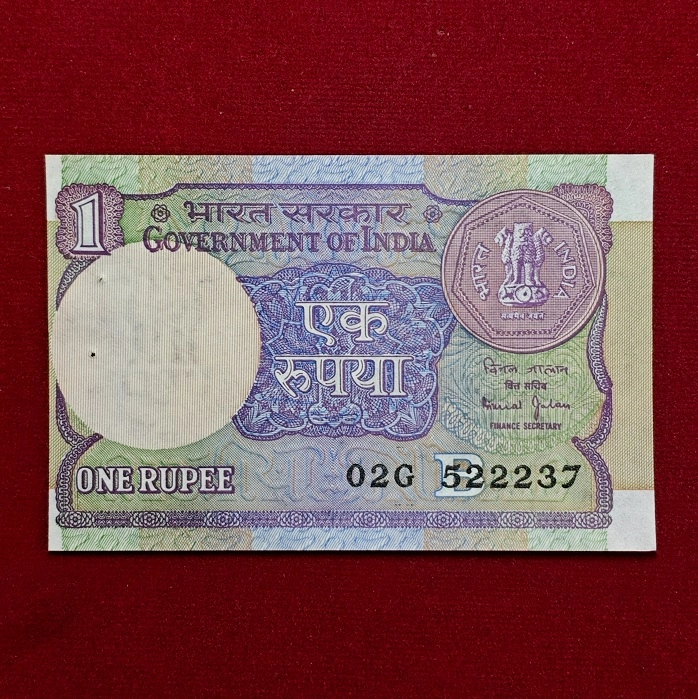 1
भारत सरकार
GOVERNMENT OF INDIA
भारत INDIA
सत्यमेव जयते
एक
रुपया
विमल जालान
वित्त सचिव
Bimal Jalan
FINANCE SECRETARY
ONE RUPEE
02G 522237
B